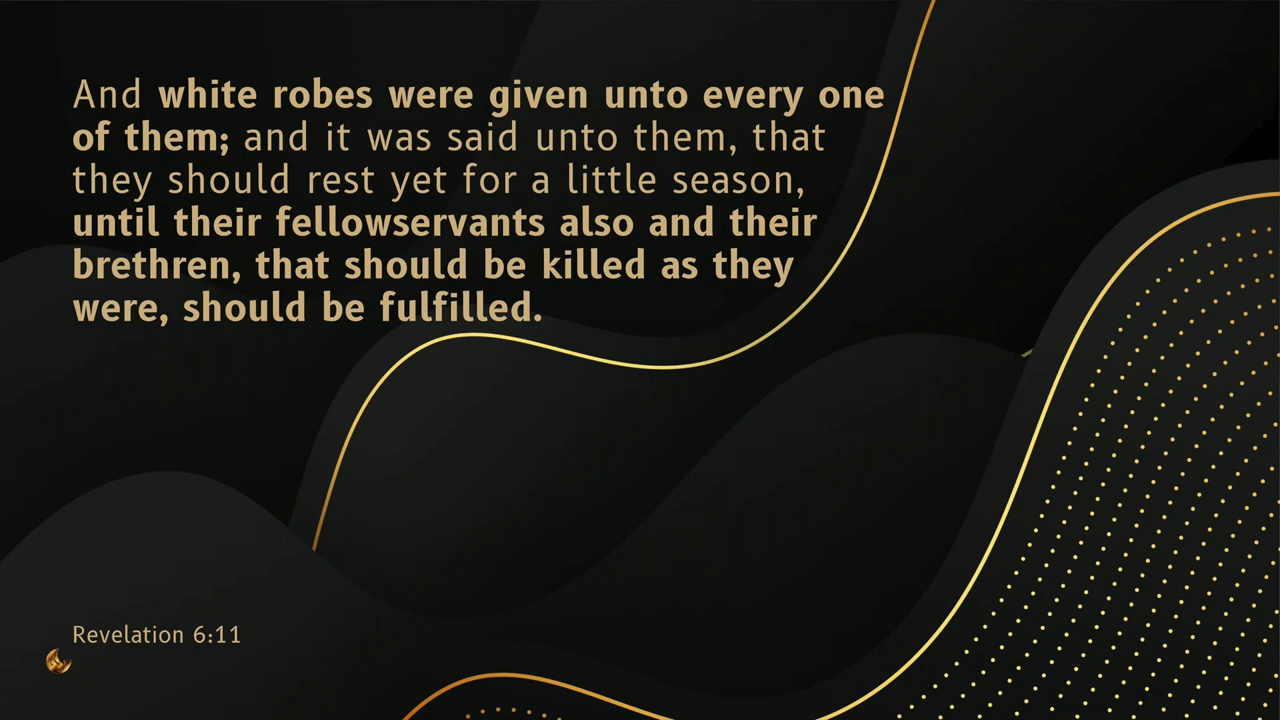 And white robes were given unto every one
of them; and it was said unto them, that
they should rest yet for a little season,
until their fellowservants also and their
brethren, that should be killed as they
were, should be fulfilled.
Revelation 6:11